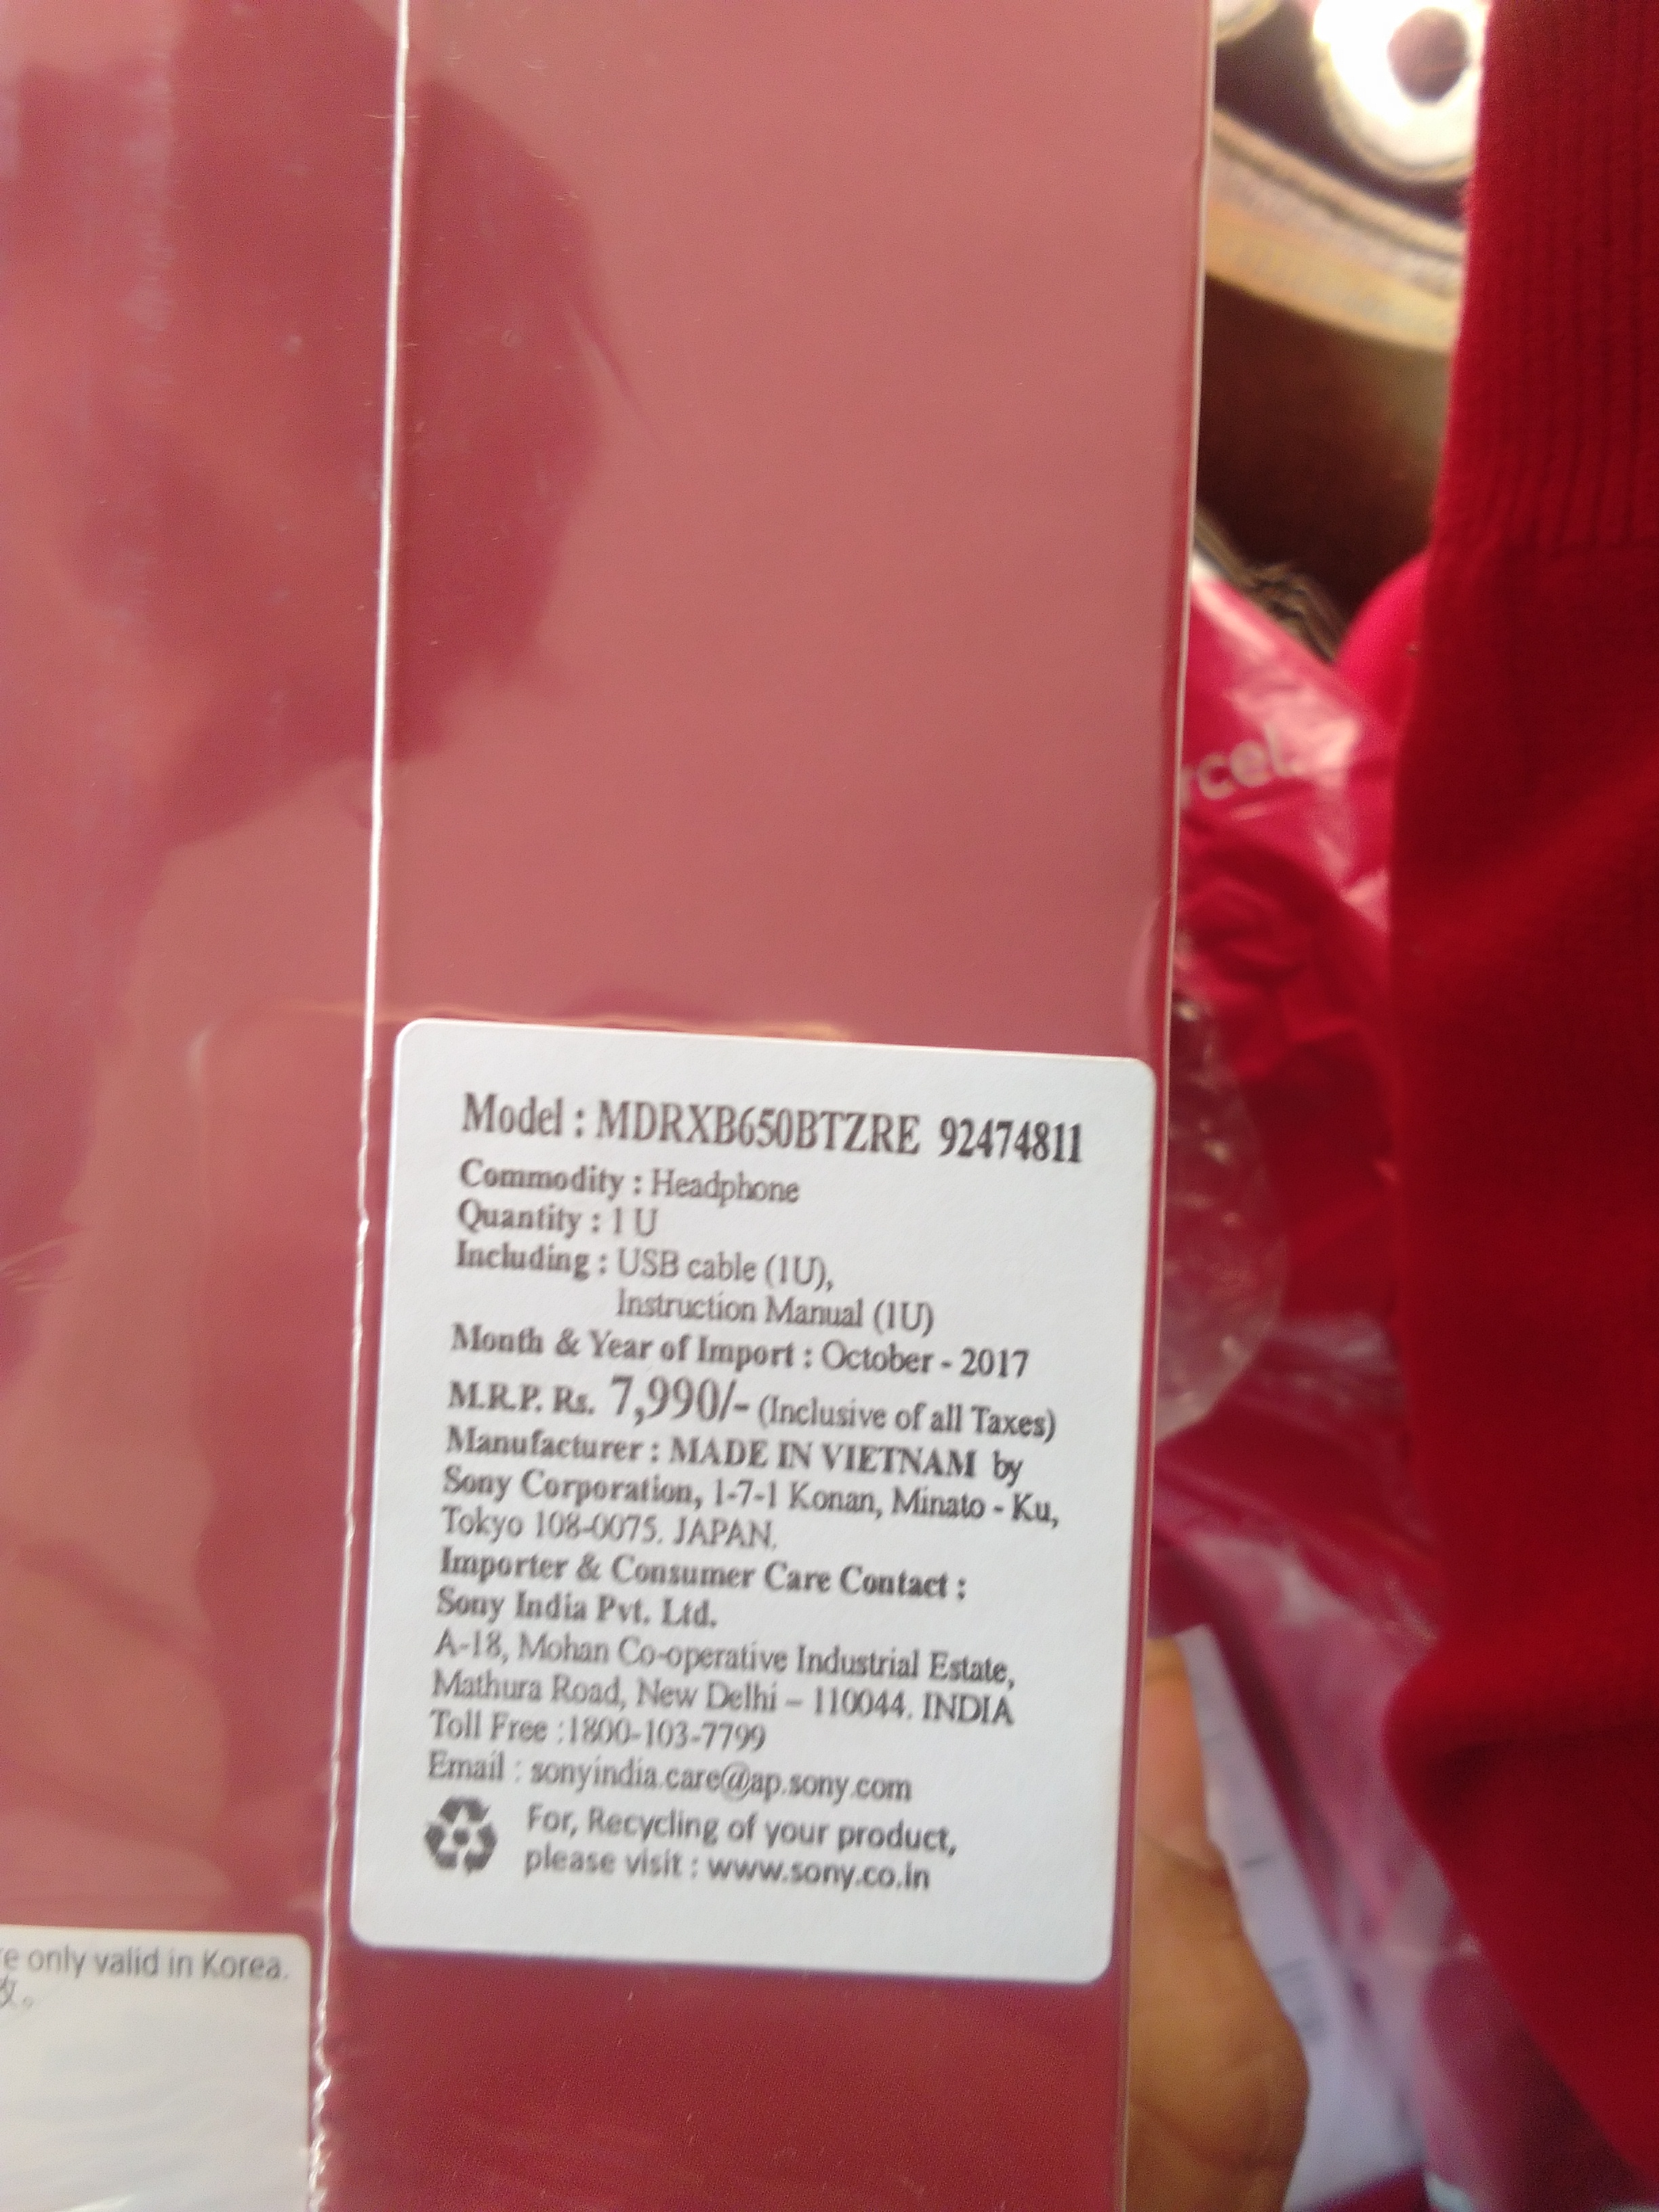 rcel
Model : MDRXB650BTZRE 92474811
Commodity : Headphone
Quantity : 1 U
Including : USB cable (1U),
Instruction Manual (1U)
Month & Year of Import : October - 2017
M.R.P. Rs. 7,990/- (Inclusive of all Taxes)
Manufacturer : MADE IN VIETNAM by
Sony Corporation, 1-7-1 Konan, Minato - Ku,
Tokyo 108-0075. JAPAN.
Importer & Consumer Care Contact :
Sony India Pvt. Ltd.
A-18, Mohan Co-operative Industrial Estate,
Mathura Road, New Delhi – 110044. INDIA
Toll Free :1800-103-7799
Email : sonyindia.care@ap.sony.com
For, Recycling of your product,
please visit : www.sony.co.in
e only valid in Korea.